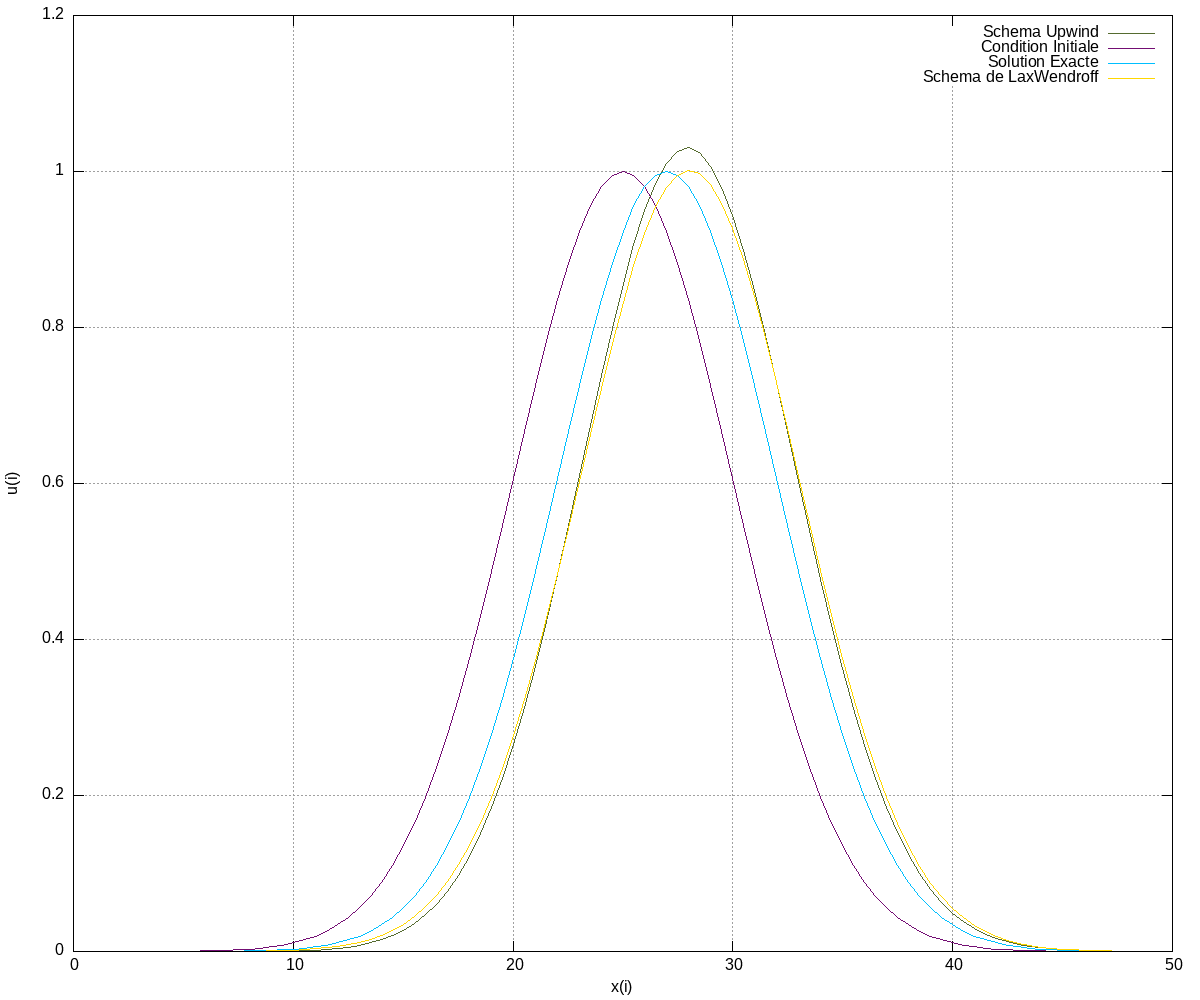 1.2
Schema Upwind
Condition Initiale
Solution Exacte
Schema de LaxWendroff
1
0.8
0.6
u(i)
0.4
0.2
0
0 10 20 30 40 50
x(i)